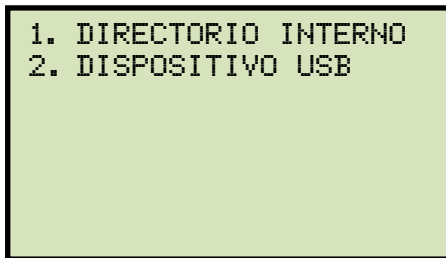 1. DIRECTORIO INTERNO
2. DISPOSITIVO USB